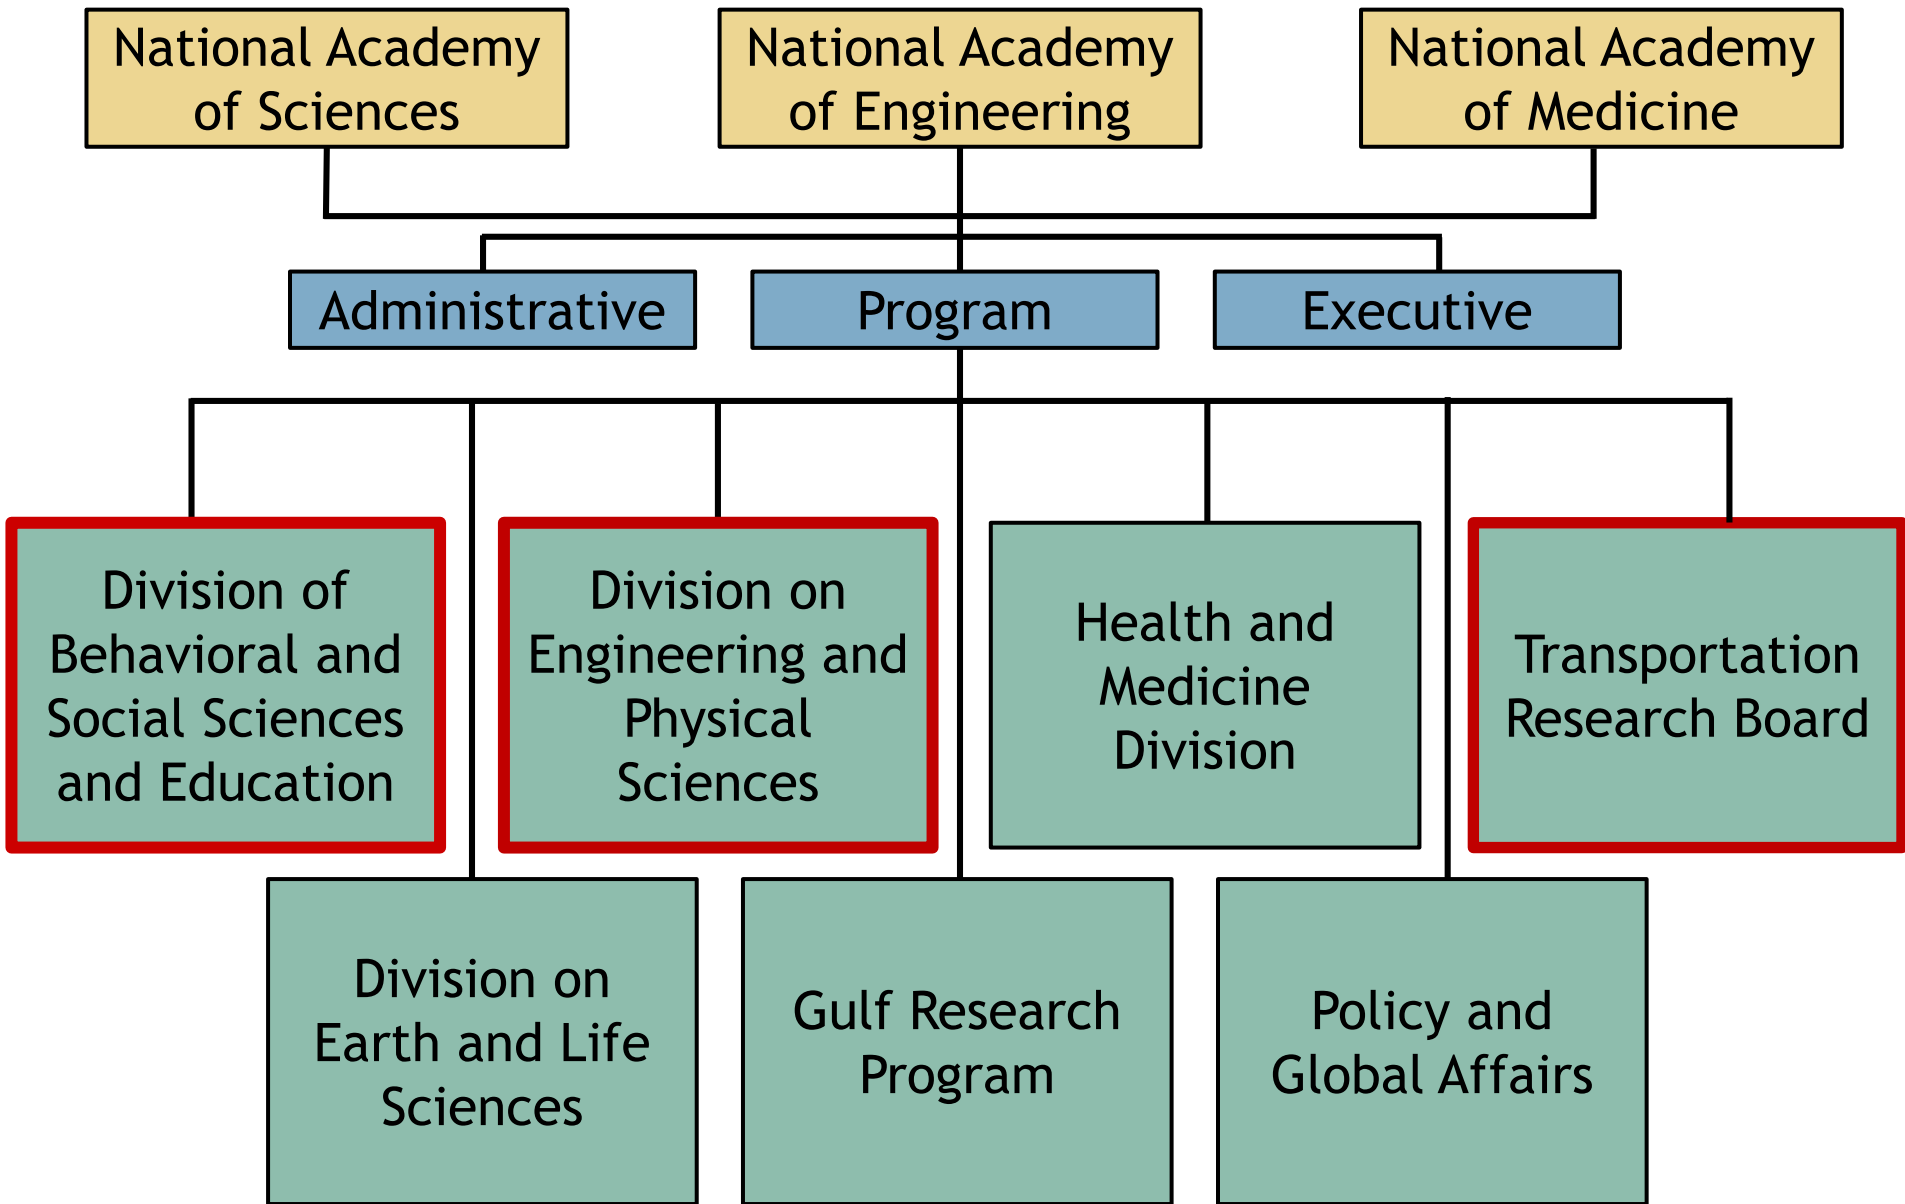 National Academy
of Sciences
National Academy
of Engineering
National Academy
of Medicine
Administrative
Program
Executive
Division of
Behavioral and
Social Sciences
and Education
Division on
Engineering and
Physical
Sciences
Health and
Medicine
Division
Transportation
Research Board
Division on
Earth and Life
Sciences
Gulf Research
Program
Policy and
Global Affairs